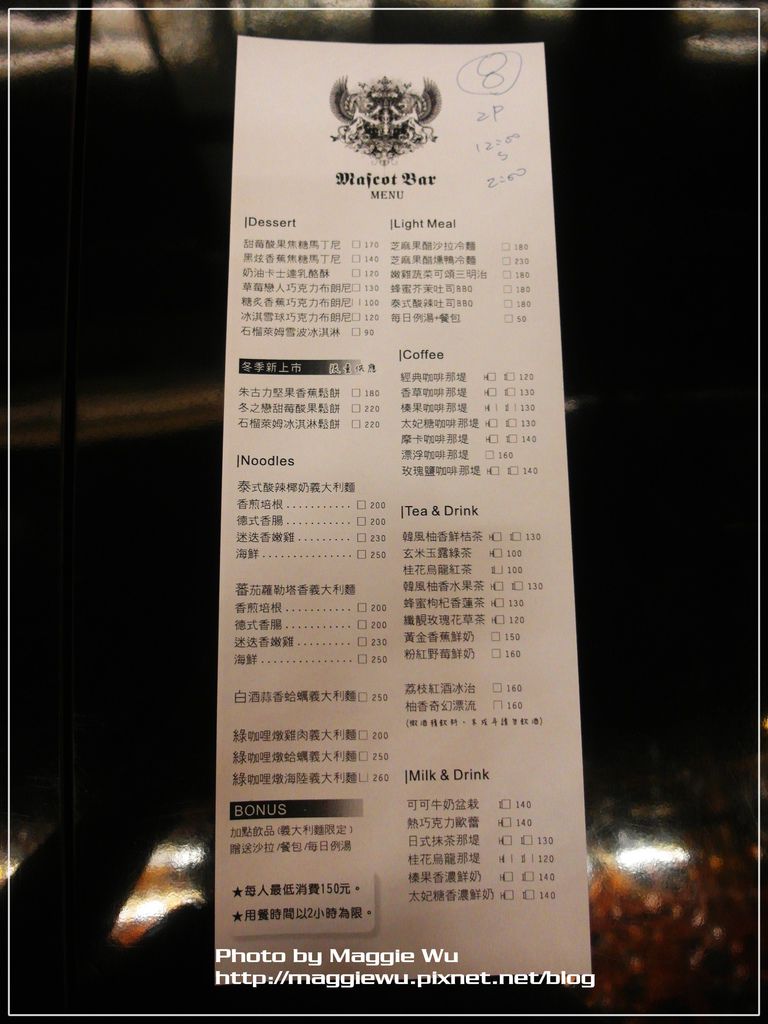 8
2P
12:00
2:00
Mascot Bar
MENU
|Dessert
甜莓酸果焦糖馬丁尼 □ 170
黑炫香蕉焦糖馬丁尼 □ 140
奶油卡士達乳酪酥 □ 120
草莓戀人巧克力布朗尼□ 130
糖炙香蕉巧克力布朗尼□ 100
冰淇雪球巧克力布朗尼□ 120
石榴萊姆雪波冰淇淋 □ 90
冬季新上市 限量供應
朱古力堅果香蕉鬆餅 □ 180
冬之戀甜莓酸果鬆餅 □ 220
石榴萊姆冰淇淋鬆餅 □ 220
|Noodles
泰式酸辣椰奶義大利麵
香煎培根........... □ 200
德式香腸........... □ 200
迷迭香嫩雞......... □ 230
海鮮............... □ 250
蕃茄蘿勒塔香義大利麵
香煎培根........... □ 200
德式香腸........... □ 200
迷迭香嫩雞......... □ 230
海鮮............... □ 250
白酒蒜香蛤蠣義大利麵□ 250
綠咖哩燉雞肉義大利麵□ 200
綠咖哩燉蛤蠣義大利麵□ 250
綠咖哩燉海陸義大利麵□ 260
BONUS
加點飲品(義大利麵限定)
贈送沙拉/餐包/每日例湯
★每人最低消費150元。
★用餐時間以2小時為限。
|Light Meal
芝麻果醋沙拉冷麵 □ 180
芝麻果醋燻鴨冷麵 □ 230
嫩雞蔬菜可頌三明治 □ 180
蜂蜜芥茉吐司BBQ □ 180
泰式酸辣吐司BBQ □ 180
每日例湯+餐包 □ 50
|Coffee
經典咖啡那堤 H□ I□ 120
香草咖啡那堤 H□ I□ 130
榛果咖啡那堤 H□ I□ 130
太妃糖咖啡那堤 H□ I□ 130
摩卡咖啡那堤 H□ I□ 140
漂浮咖啡那堤 □ 160
玫瑰鹽咖啡那堤 H□ I□ 140
|Tea & Drink
韓風柚香鮮桔茶 H□ I□ 130
玄米玉露綠茶 H□ 100
桂花烏龍紅茶 I□ 100
韓風柚香水果茶 H□ I□ 130
蜂蜜枸杞香蓮茶 H□ 130
纖靚玫瑰花草茶 H□ 120
黃金香蕉鮮奶 □ 150
粉紅野莓鮮奶 □ 160
荔枝紅酒冰治 □ 160
柚香奇幻漂流 □ 160
(微酒精飲料，未成年請勿飲酒)
|Milk & Drink
可可牛奶盆栽 I□ 140
熱巧克力歐蕾 H□ 140
日式抹茶那堤 H□ I□ 130
桂花烏龍那堤 H□ I□ 120
榛果香濃鮮奶 H□ I□ 140
太妃糖香濃鮮奶 H□ I□ 140
Photo by Maggie Wu
http://maggiewu.pixnet.net/blog